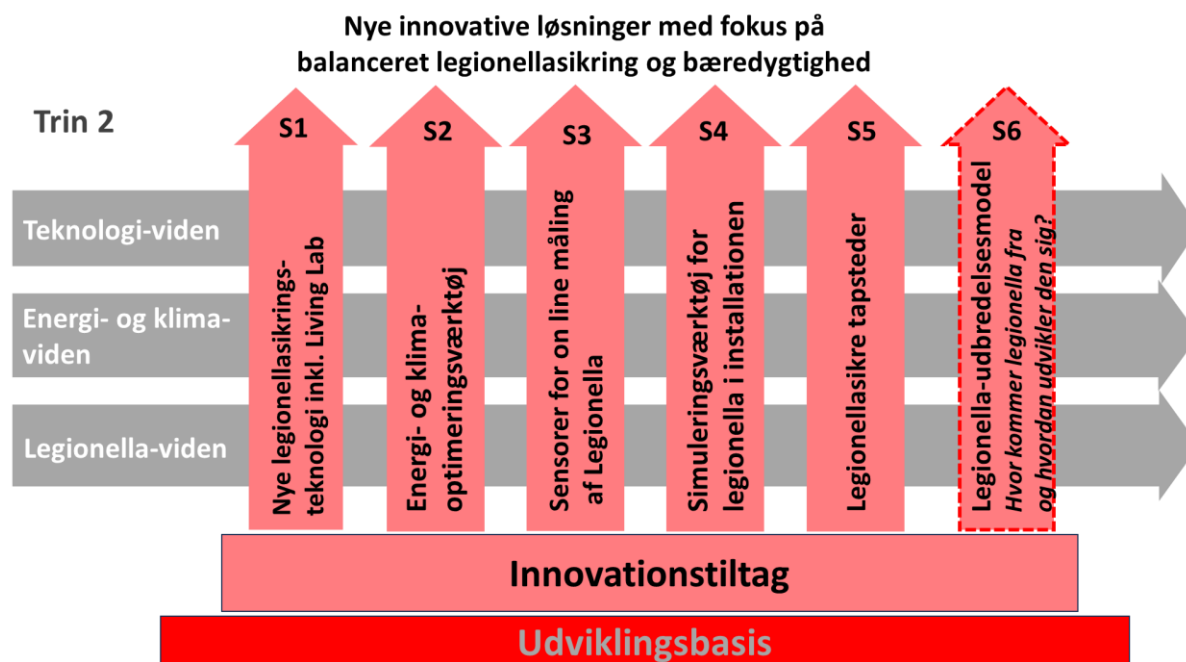 Nye innovative løsninger med fokus på
balanceret legionellasikring og bæredygtighed
Trin 2
S1
S2
S3
S4
S5
S6
Teknologi-viden
Energi- og klima-
viden
Legionella-viden
Nye legionellasikrings-
teknologi inkl. Living Lab
Energi- og klima-
optimeringsværktøj
Sensorer for on line måling
af Legionella
Simuleringsværktøj for
legionella i installationen
Legionellasikre tapsteder
Legionella-udbredelsesmodel
Hvor kommer legionella fra
og hvordan udvikler den sig?
Innovationstiltag
Udviklingsbasis